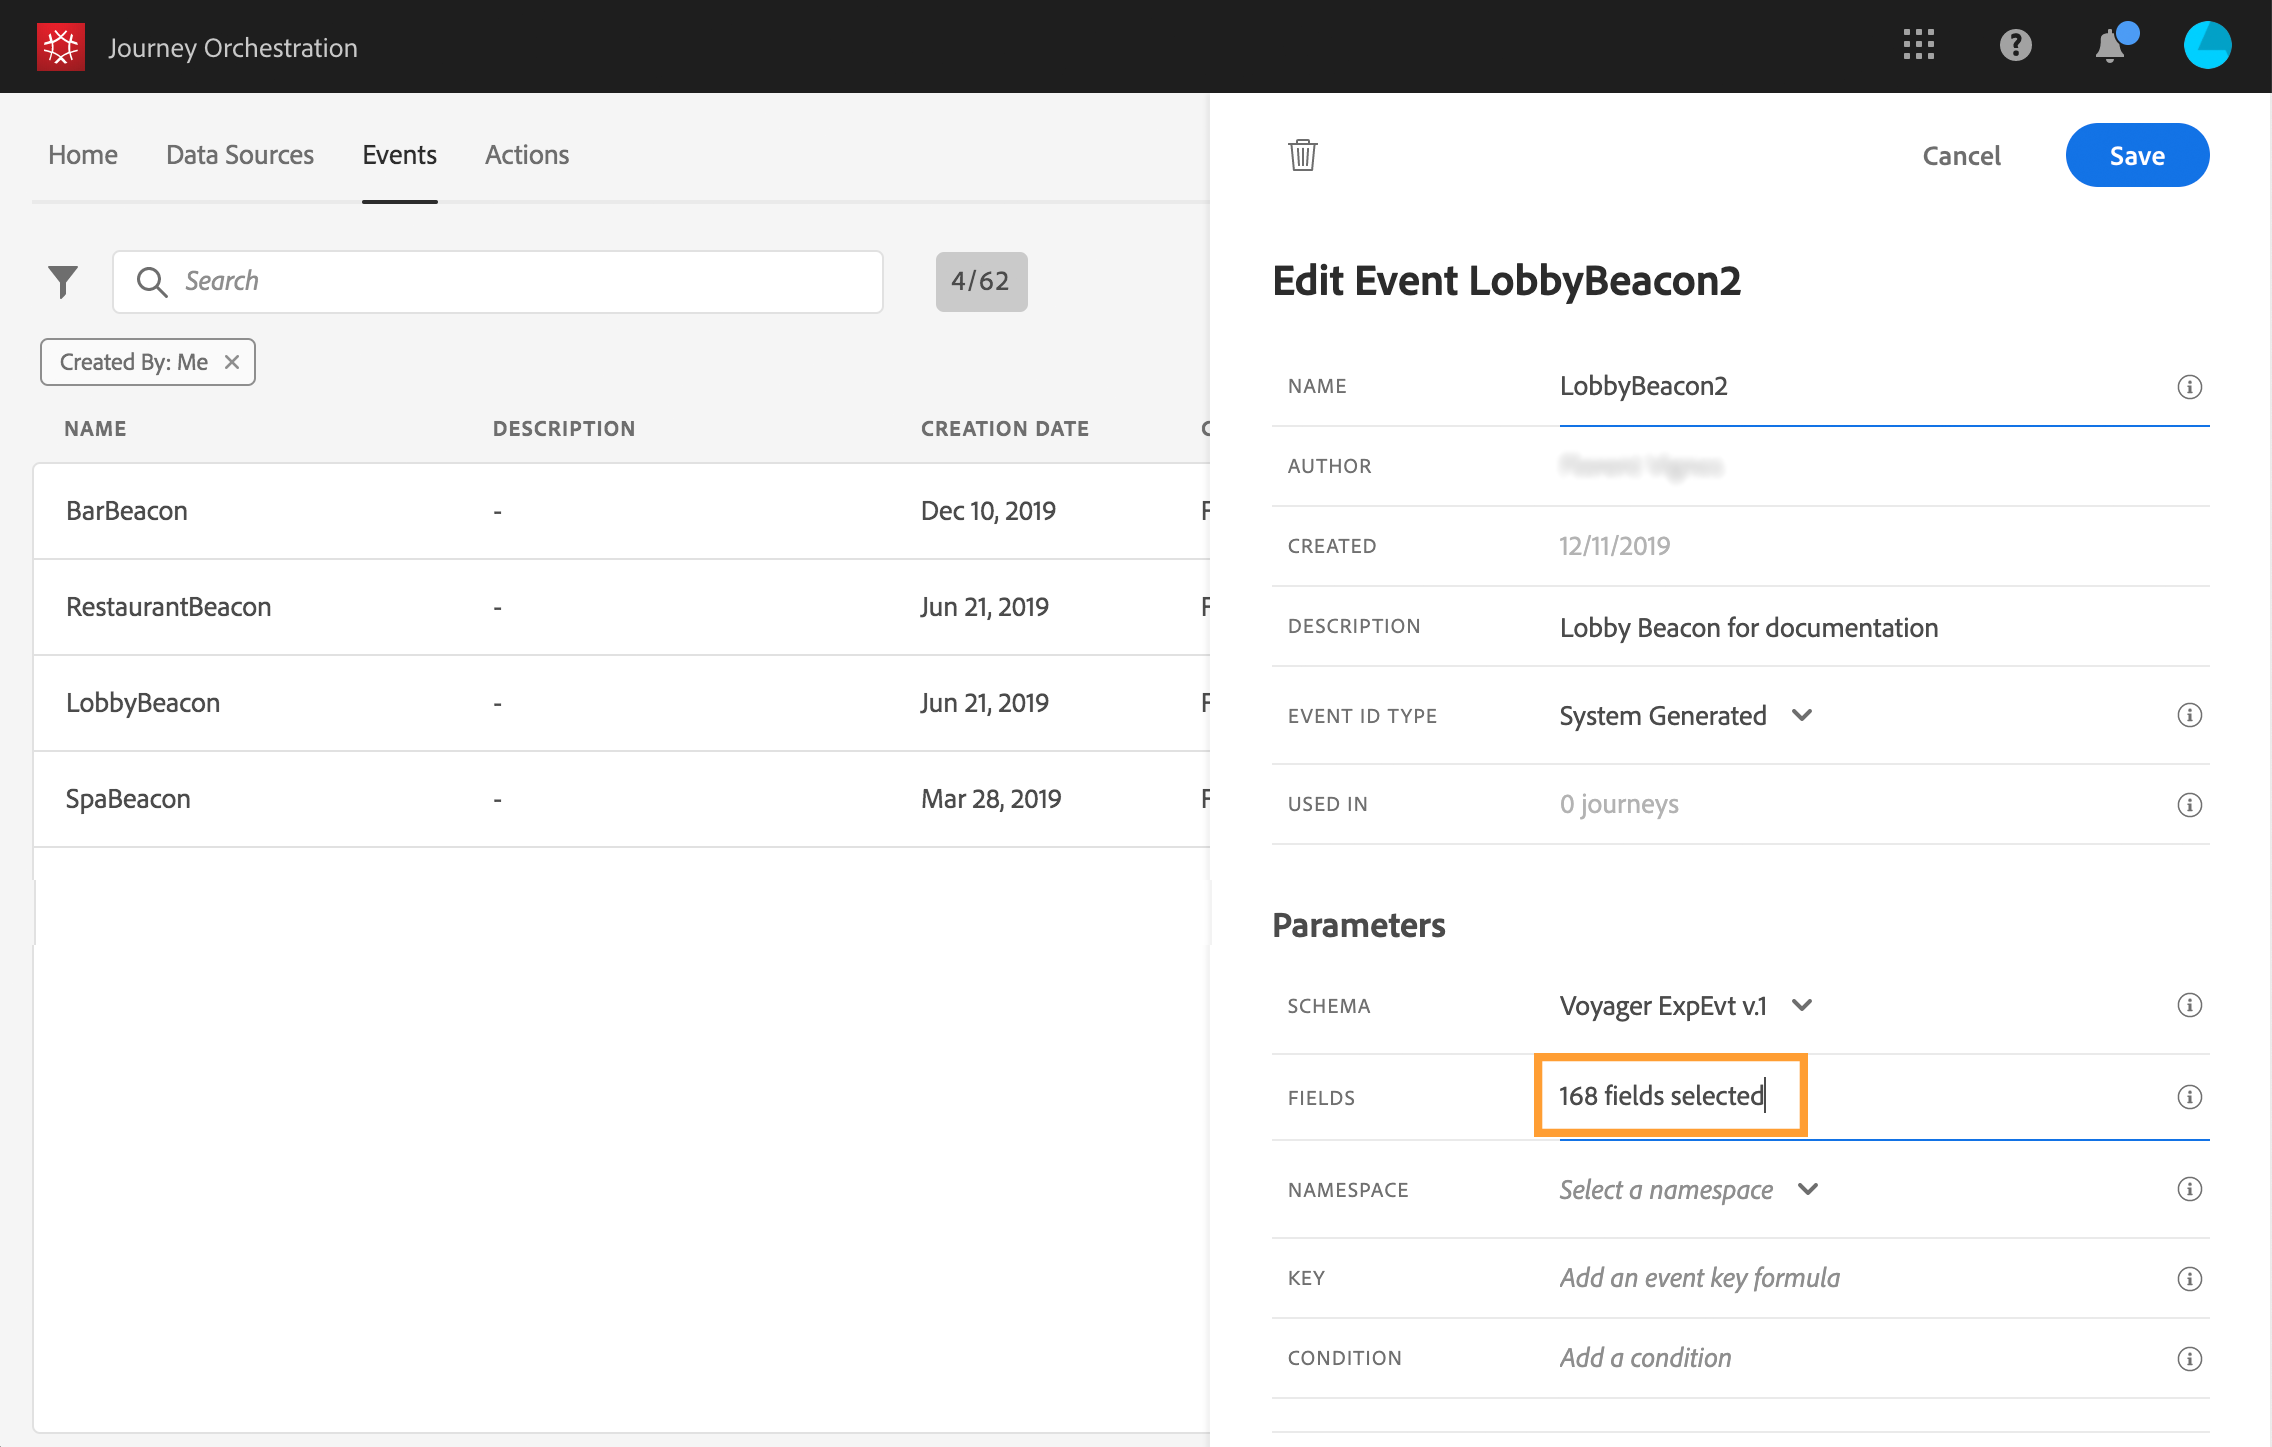 Journey Orchestration
Home Data Sources Events Actions
Search
4/62
Created By: Me
NAME DESCRIPTION CREATION DATE
BarBeacon - Dec 10, 2019
RestaurantBeacon - Jun 21, 2019
LobbyBeacon - Jun 21, 2019
SpaBeacon - Mar 28, 2019
Cancel Save
Edit Event LobbyBeacon2
NAME LobbyBeacon2
AUTHOR
CREATED 12/11/2019
DESCRIPTION Lobby Beacon for documentation
EVENT ID TYPE System Generated
USED IN 0 journeys
Parameters
SCHEMA Voyager ExpEvt v.1
FIELDS 168 fields selected
NAMESPACE Select a namespace
KEY Add an event key formula
CONDITION Add a condition